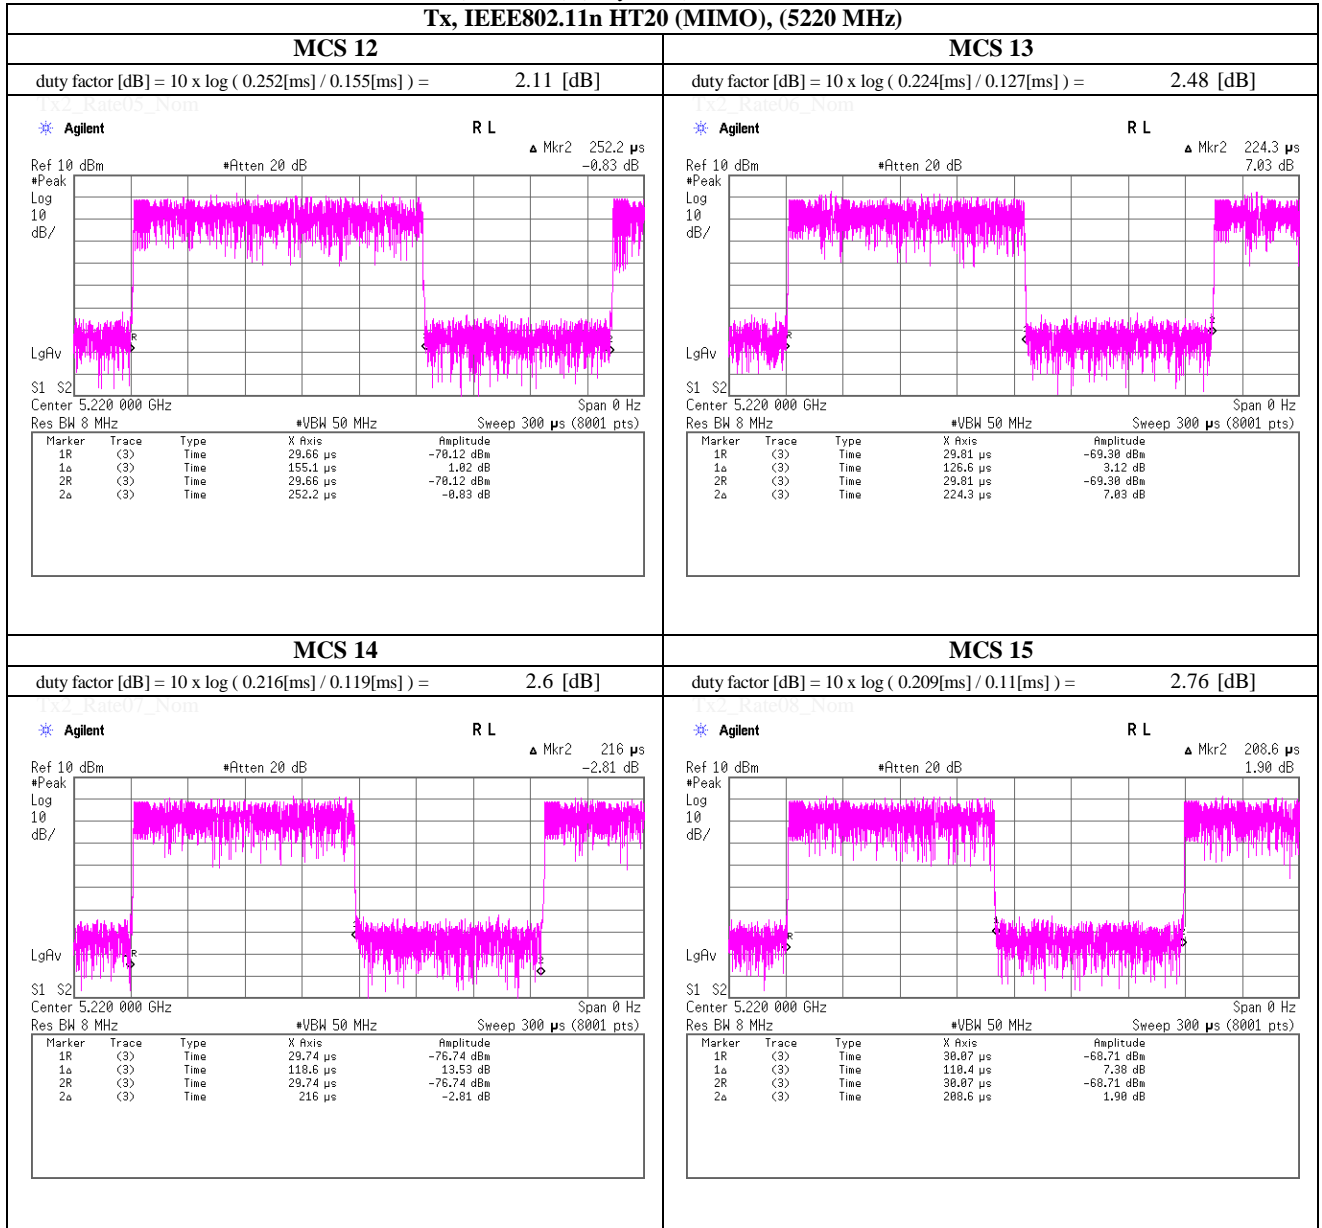 Tx, IEEE802.11n HT20 (MIMO), (5220 MHz)
MCS 12
duty factor [dB] = 10 x log ( 0.252[ms] / 0.155[ms] ) = 2.11 [dB]
Tx2_Rate05_Nom
Agilent R L
Δ Mkr2 252.2 µs
Ref 10 dBm #Atten 20 dB -0.83 dB
#Peak
Log
10
dB/
LgAv
S1 S2
Center 5.220 000 GHz Span 0 Hz
Res BW 8 MHz #VBW 50 MHz Sweep 300 µs (8001 pts)
Marker Trace Type X Axis Amplitude
1R (3) Time 29.66 µs -70.12 dBm
1Δ (3) Time 155.1 µs 1.02 dB
2R (3) Time 29.66 µs -70.12 dBm
2Δ (3) Time 252.2 µs -0.83 dB
MCS 13
duty factor [dB] = 10 x log ( 0.224[ms] / 0.127[ms] ) = 2.48 [dB]
Tx2_Rate06_Nom
Agilent R L
Δ Mkr2 224.3 µs
Ref 10 dBm #Atten 20 dB 7.03 dB
#Peak
Log
10
dB/
LgAv
S1 S2
Center 5.220 000 GHz Span 0 Hz
Res BW 8 MHz #VBW 50 MHz Sweep 300 µs (8001 pts)
Marker Trace Type X Axis Amplitude
1R (3) Time 29.81 µs -69.30 dBm
1Δ (3) Time 126.6 µs 3.12 dB
2R (3) Time 29.81 µs -69.30 dBm
2Δ (3) Time 224.3 µs 7.03 dB
MCS 14
duty factor [dB] = 10 x log ( 0.216[ms] / 0.119[ms] ) = 2.6 [dB]
Tx2_Rate07_Nom
Agilent R L
Δ Mkr2 216 µs
Ref 10 dBm #Atten 20 dB -2.81 dB
#Peak
Log
10
dB/
LgAv
S1 S2
Center 5.220 000 GHz Span 0 Hz
Res BW 8 MHz #VBW 50 MHz Sweep 300 µs (8001 pts)
Marker Trace Type X Axis Amplitude
1R (3) Time 29.74 µs -76.74 dBm
1Δ (3) Time 118.6 µs 13.53 dB
2R (3) Time 29.74 µs -76.74 dBm
2Δ (3) Time 216 µs -2.81 dB
MCS 15
duty factor [dB] = 10 x log ( 0.209[ms] / 0.11[ms] ) = 2.76 [dB]
Tx2_Rate08_Nom
Agilent R L
Δ Mkr2 208.6 µs
Ref 10 dBm #Atten 20 dB 1.90 dB
#Peak
Log
10
dB/
LgAv
S1 S2
Center 5.220 000 GHz Span 0 Hz
Res BW 8 MHz #VBW 50 MHz Sweep 300 µs (8001 pts)
Marker Trace Type X Axis Amplitude
1R (3) Time 30.07 µs -68.71 dBm
1Δ (3) Time 110.4 µs 7.38 dB
2R (3) Time 30.07 µs -68.71 dBm
2Δ (3) Time 208.6 µs 1.90 dB